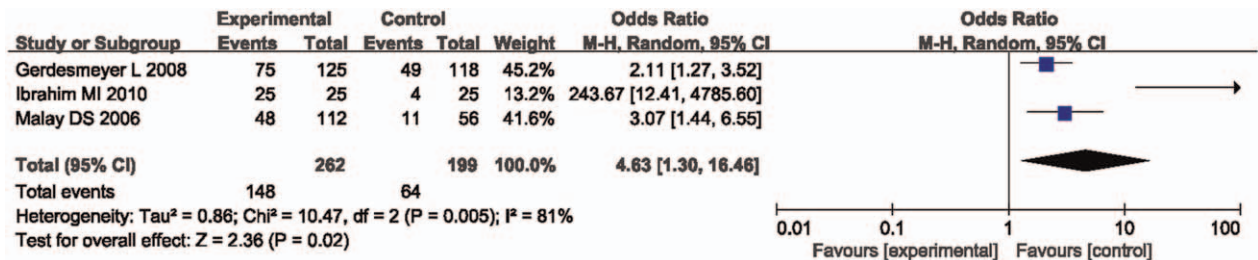 Experimental Control Odds Ratio Odds Ratio
Study or Subgroup Events Total Events Total Weight M-H, Random, 95% CI M-H, Random, 95% CI
Gerdesmeyer L 2008 75 125 49 118 45.2% 2.11 [1.27, 3.52]
Ibrahim MI 2010 25 25 4 25 13.2% 243.67 [12.41, 4785.60]
Malay DS 2006 48 112 11 56 41.6% 3.07 [1.44, 6.55]
Total (95% CI) 262 199 100.0% 4.63 [1.30, 16.46]
Total events 148 64
Heterogeneity: Tau² = 0.86; Chi² = 10.47, df = 2 (P = 0.005); I² = 81%
Test for overall effect: Z = 2.36 (P = 0.02)
0.01 0.1 1 10 100
Favours [experimental] Favours [control]